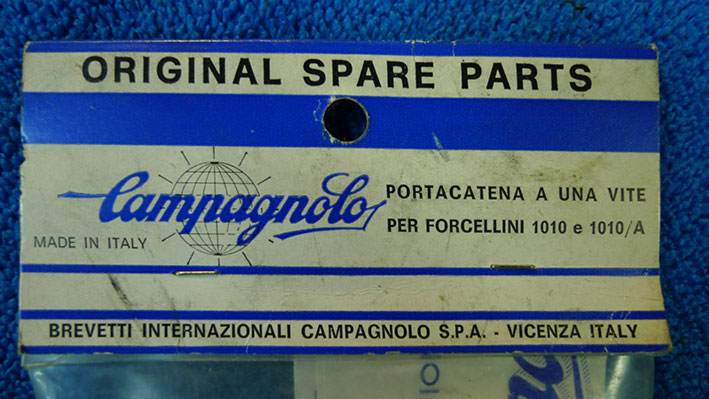 ORIGINAL SPARE PARTS
Campagnolo
PORTACATENA A UNA VITE
PER FORCELLINI 1010 e 1010/A
MADE IN ITALY
BREVETTI INTERNAZIONALI CAMPAGNOLO S.P.A. - VICENZA ITALY